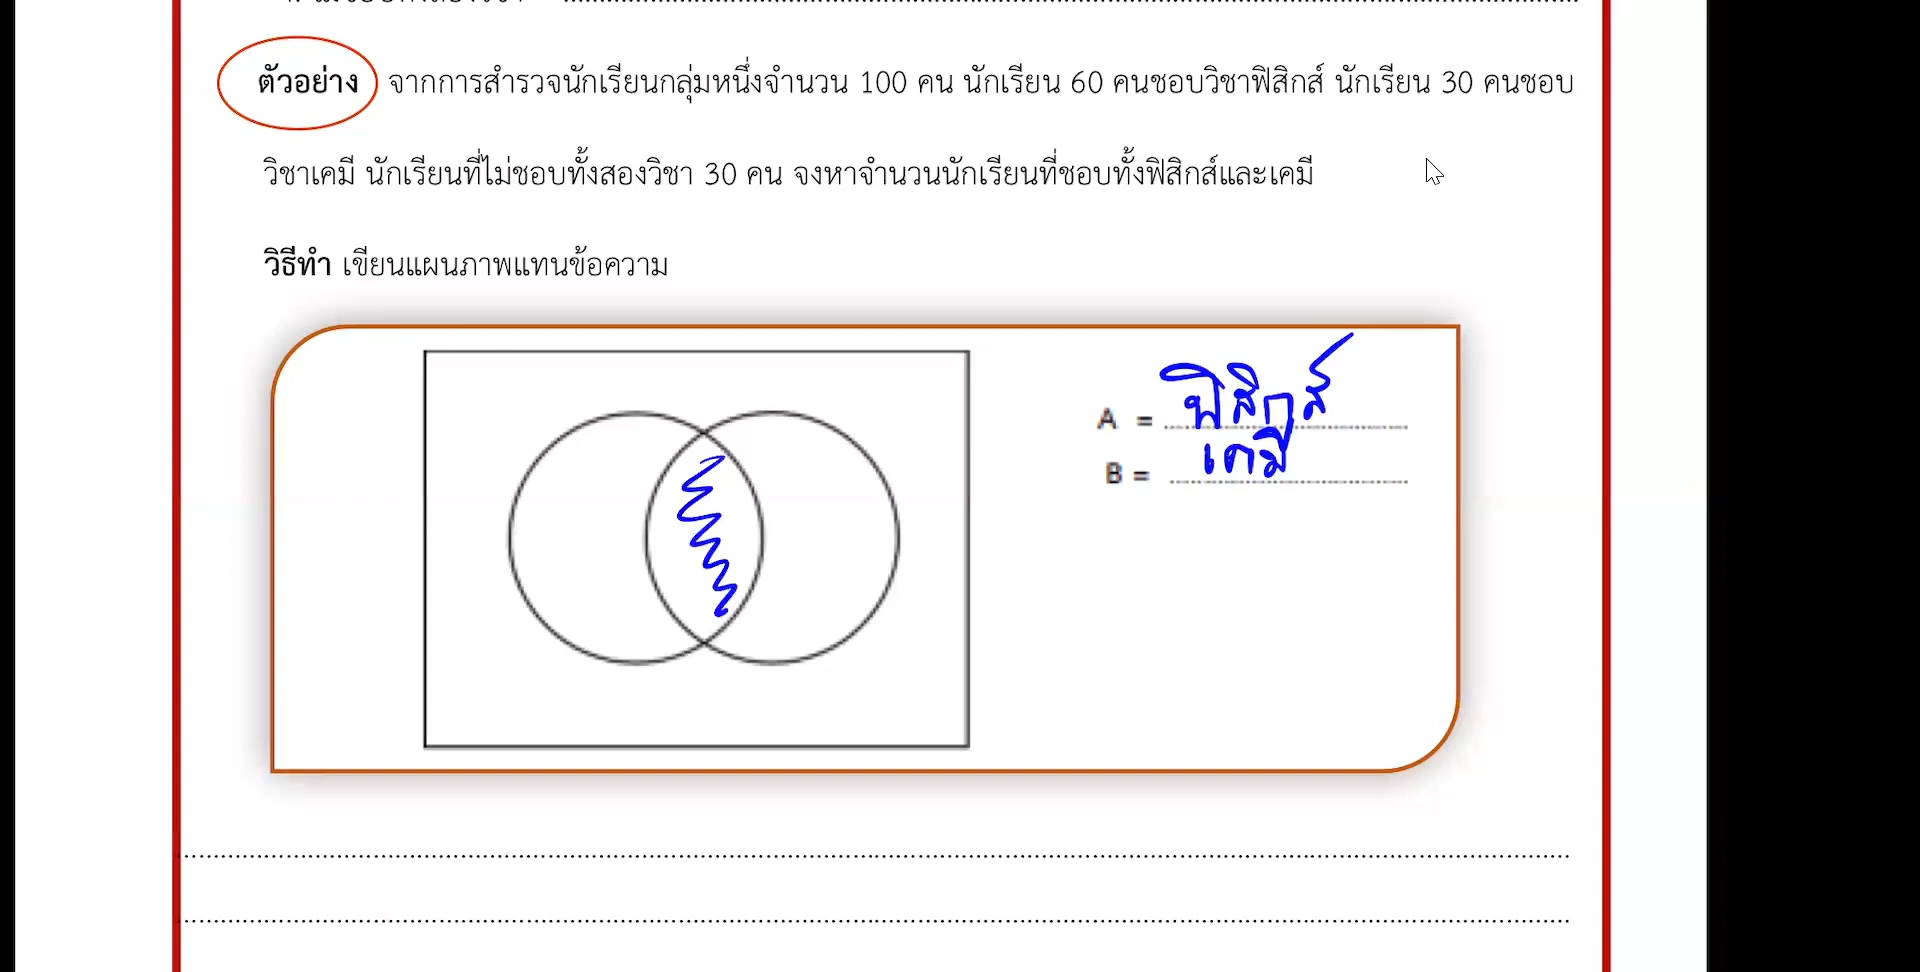 ตัวอย่าง จากการสำรวจนักเรียนกลุ่มหนึ่งจำนวน 100 คน นักเรียน 60 คนชอบวิชาฟิสิกส์ นักเรียน 30 คนชอบ
วิชาเคมี นักเรียนที่ไม่ชอบทั้งสองวิชา 30 คน จงหาจำนวนนักเรียนที่ชอบทั้งฟิสิกส์และเคมี
วิธีทำ เขียนแผนภาพแทนข้อความ
A = ฟิสิกส์
B = เคมี